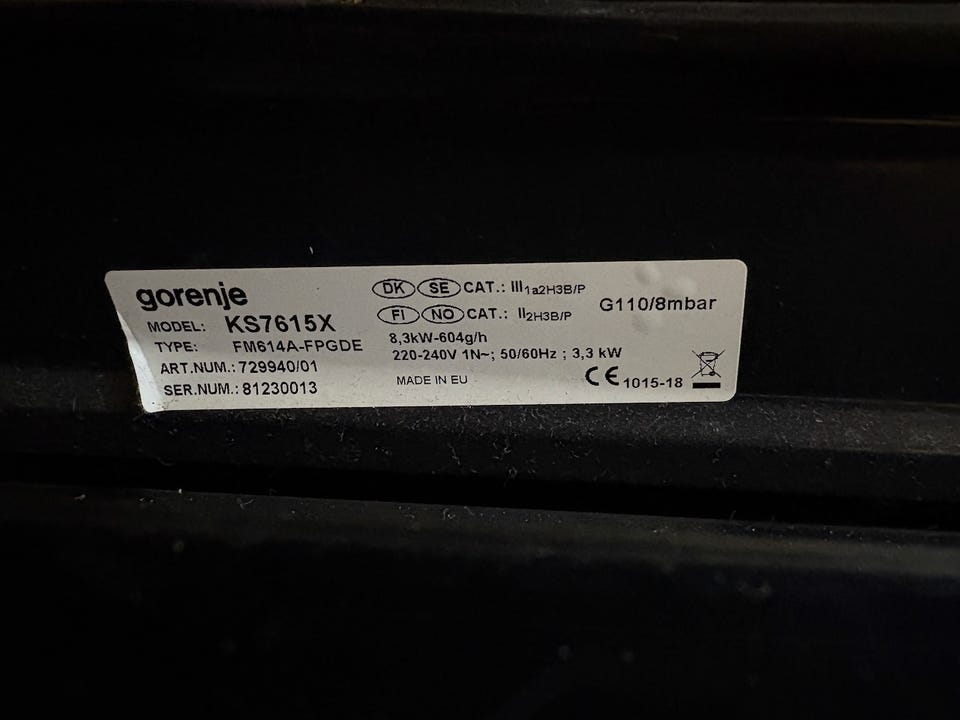 gorenje
MODEL: KS7615X
TYPE: FM614A-FPGDE
ART.NUM.: 729940/01
SER.NUM.: 81230013
DK SE CAT.: III1a2H3B/P
FI NO CAT.: II2H3B/P
8,3kW-604g/h
220-240V 1N~; 50/60Hz ; 3,3 kW
MADE IN EU
G110/8mbar
CE 1015-18